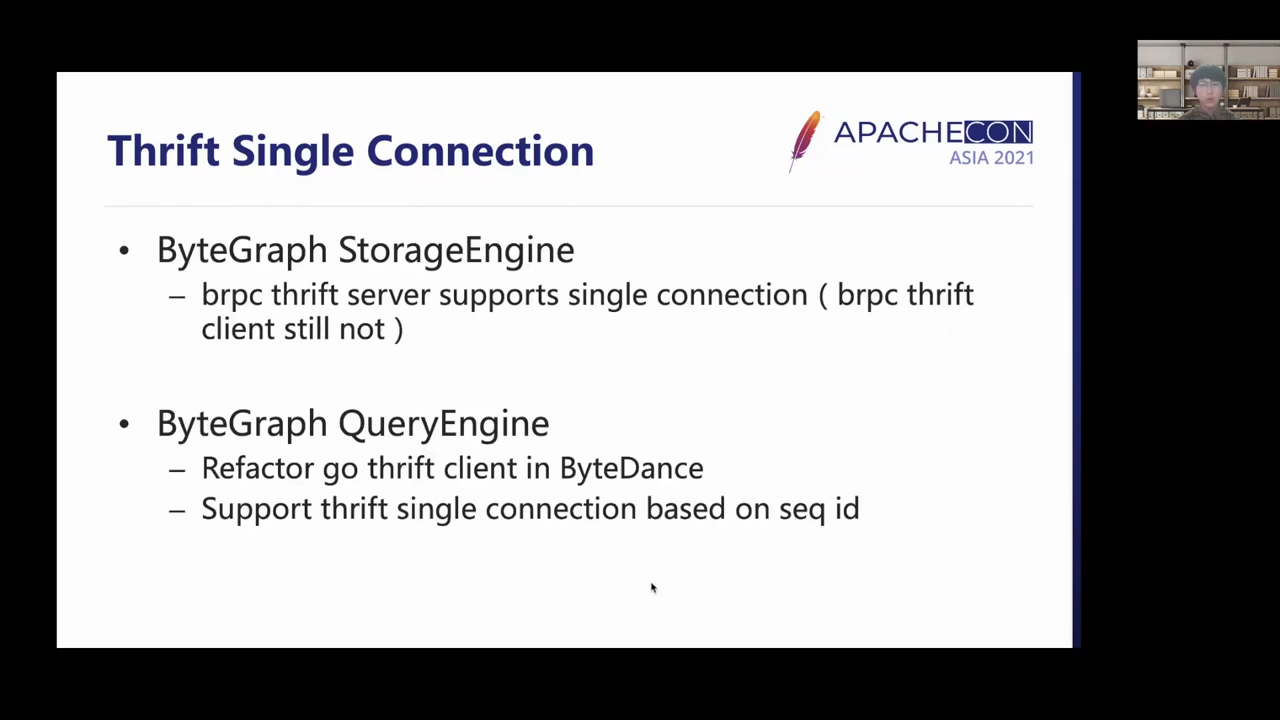 Thrift Single Connection
APACHECON
ASIA 2021
• ByteGraph StorageEngine
– brpc thrift server supports single connection ( brpc thrift
client still not )
• ByteGraph QueryEngine
– Refactor go thrift client in ByteDance
– Support thrift single connection based on seq id